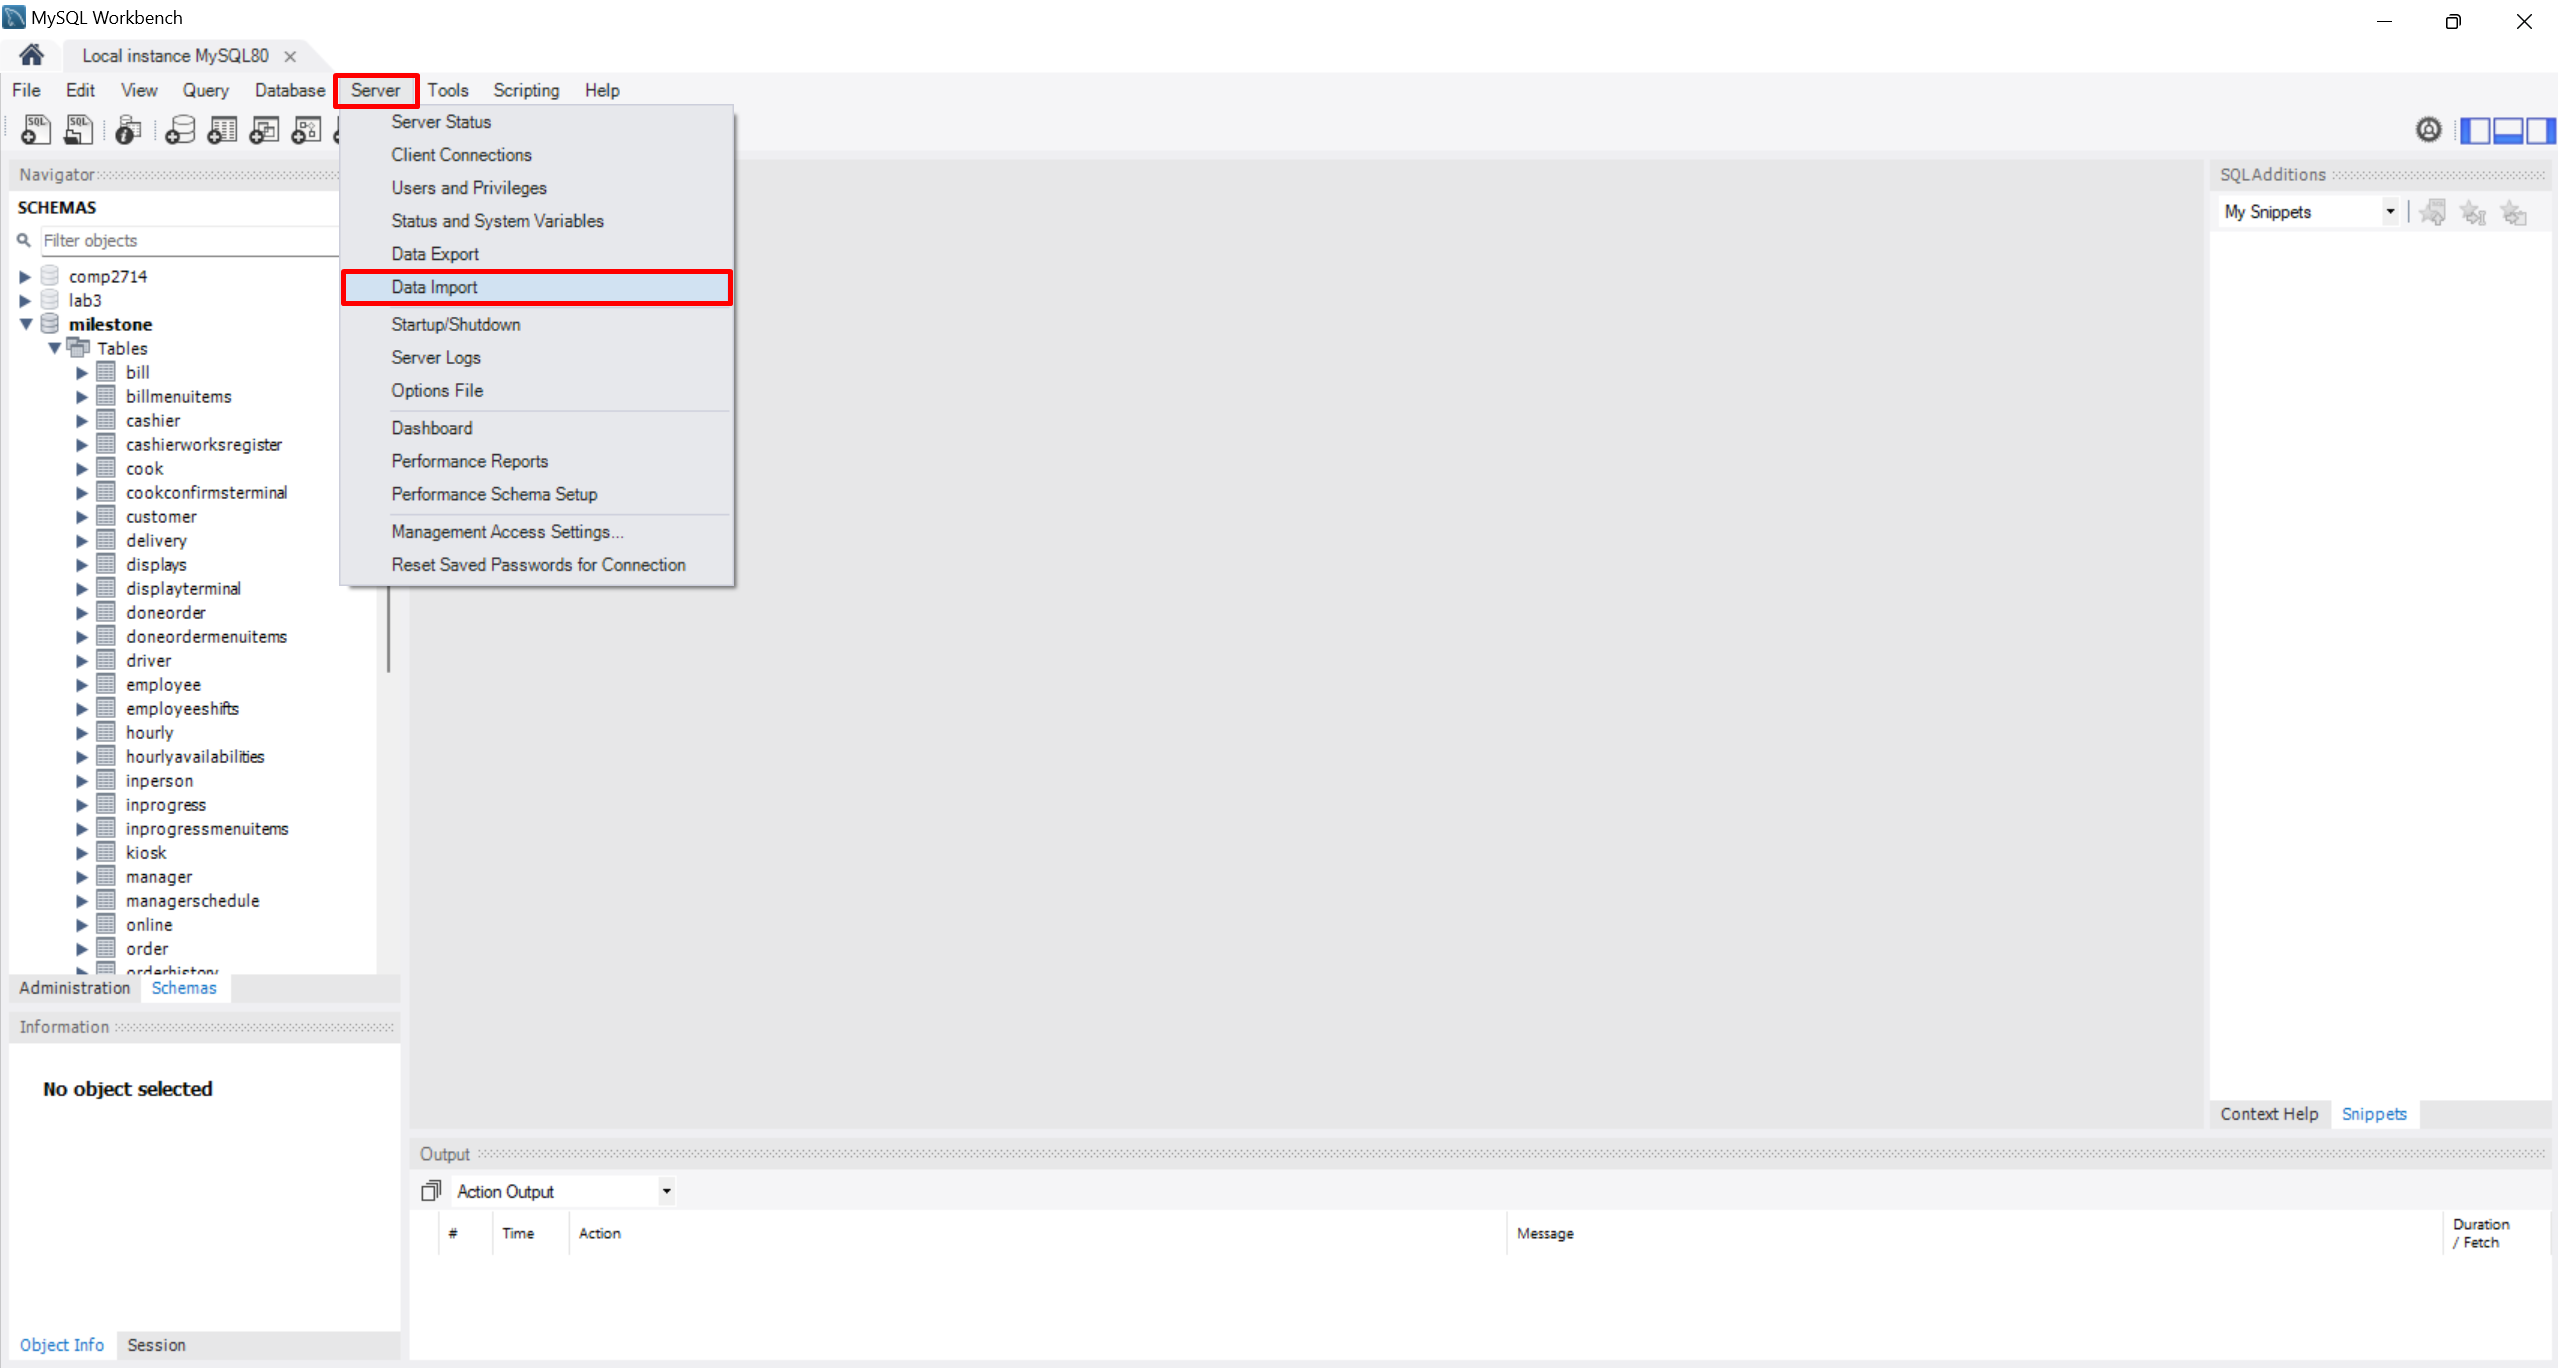 MySQL Workbench
Local instance MySQL80
File Edit View Query Database Server Tools Scripting Help
SQL SQL
Server Status
Client Connections
Users and Privileges
Status and System Variables
Data Export
Data Import
Startup/Shutdown
Server Logs
Options File
Dashboard
Performance Reports
Performance Schema Setup
Management Access Settings...
Reset Saved Passwords for Connection
Navigator
SCHEMAS
Filter objects
comp2714
lab3
milestone
Tables
bill
billmenuitems
cashier
cashierworksregister
cook
cookconfirmsterminal
customer
delivery
displays
displayterminal
doneorder
doneordermenuitems
driver
employee
employeeshifts
hourly
hourlyavailabilities
inperson
inprogress
inprogressmenuitems
kiosk
manager
managerschedule
online
order
orderhistory
Administration Schemas
Information
No object selected
Object Info Session
SQLAdditions
My Snippets
Context Help Snippets
Output
Action Output
# Time Action Message Duration / Fetch